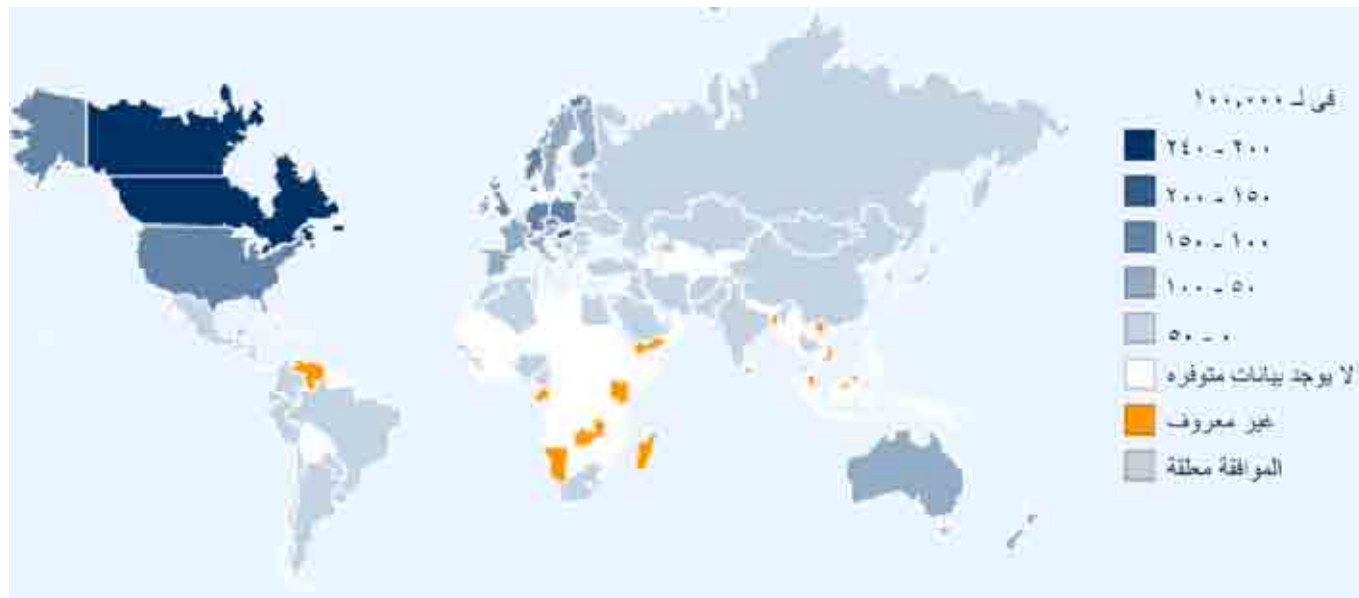 في لـ ١٠٠,٠٠٠
٢٤٠ - ٢٠٠
٢٠٠ - ١٥٠
١٥٠ - ١٠٠
١٠٠ - ٥٠
٥٠ - ٠
لا يوجد بيانات متوفره
غير معروف
الموافقة معلقة